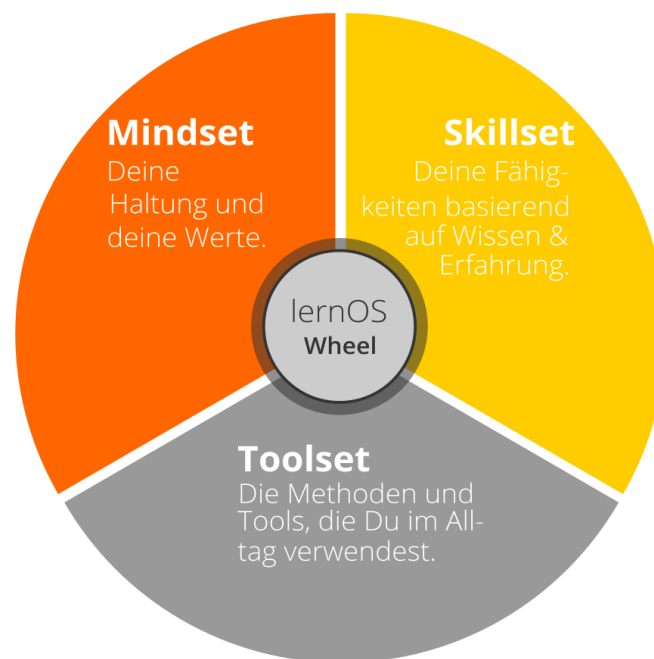 Mindset
Deine
Haltung und
deine Werte.
Skillset
Deine Fähig-
keiten basierend
auf Wissen &
Erfahrung.
lernOS
Wheel
Toolset
Die Methoden und
Tools, die Du im All-
tag verwendest.